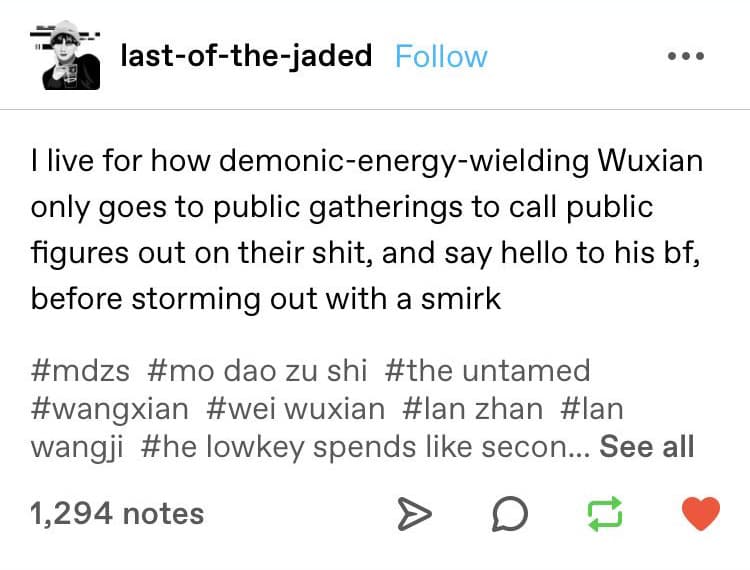 last-of-the-jaded Follow
I live for how demonic-energy-wielding Wuxian
only goes to public gatherings to call public
figures out on their shit, and say hello to his bf,
before storming out with a smirk
#mdzs #mo dao zu shi #the untamed
#wangxian #wei wuxian #lan zhan #lan
wangji #he lowkey spends like secon... See all
1,294 notes